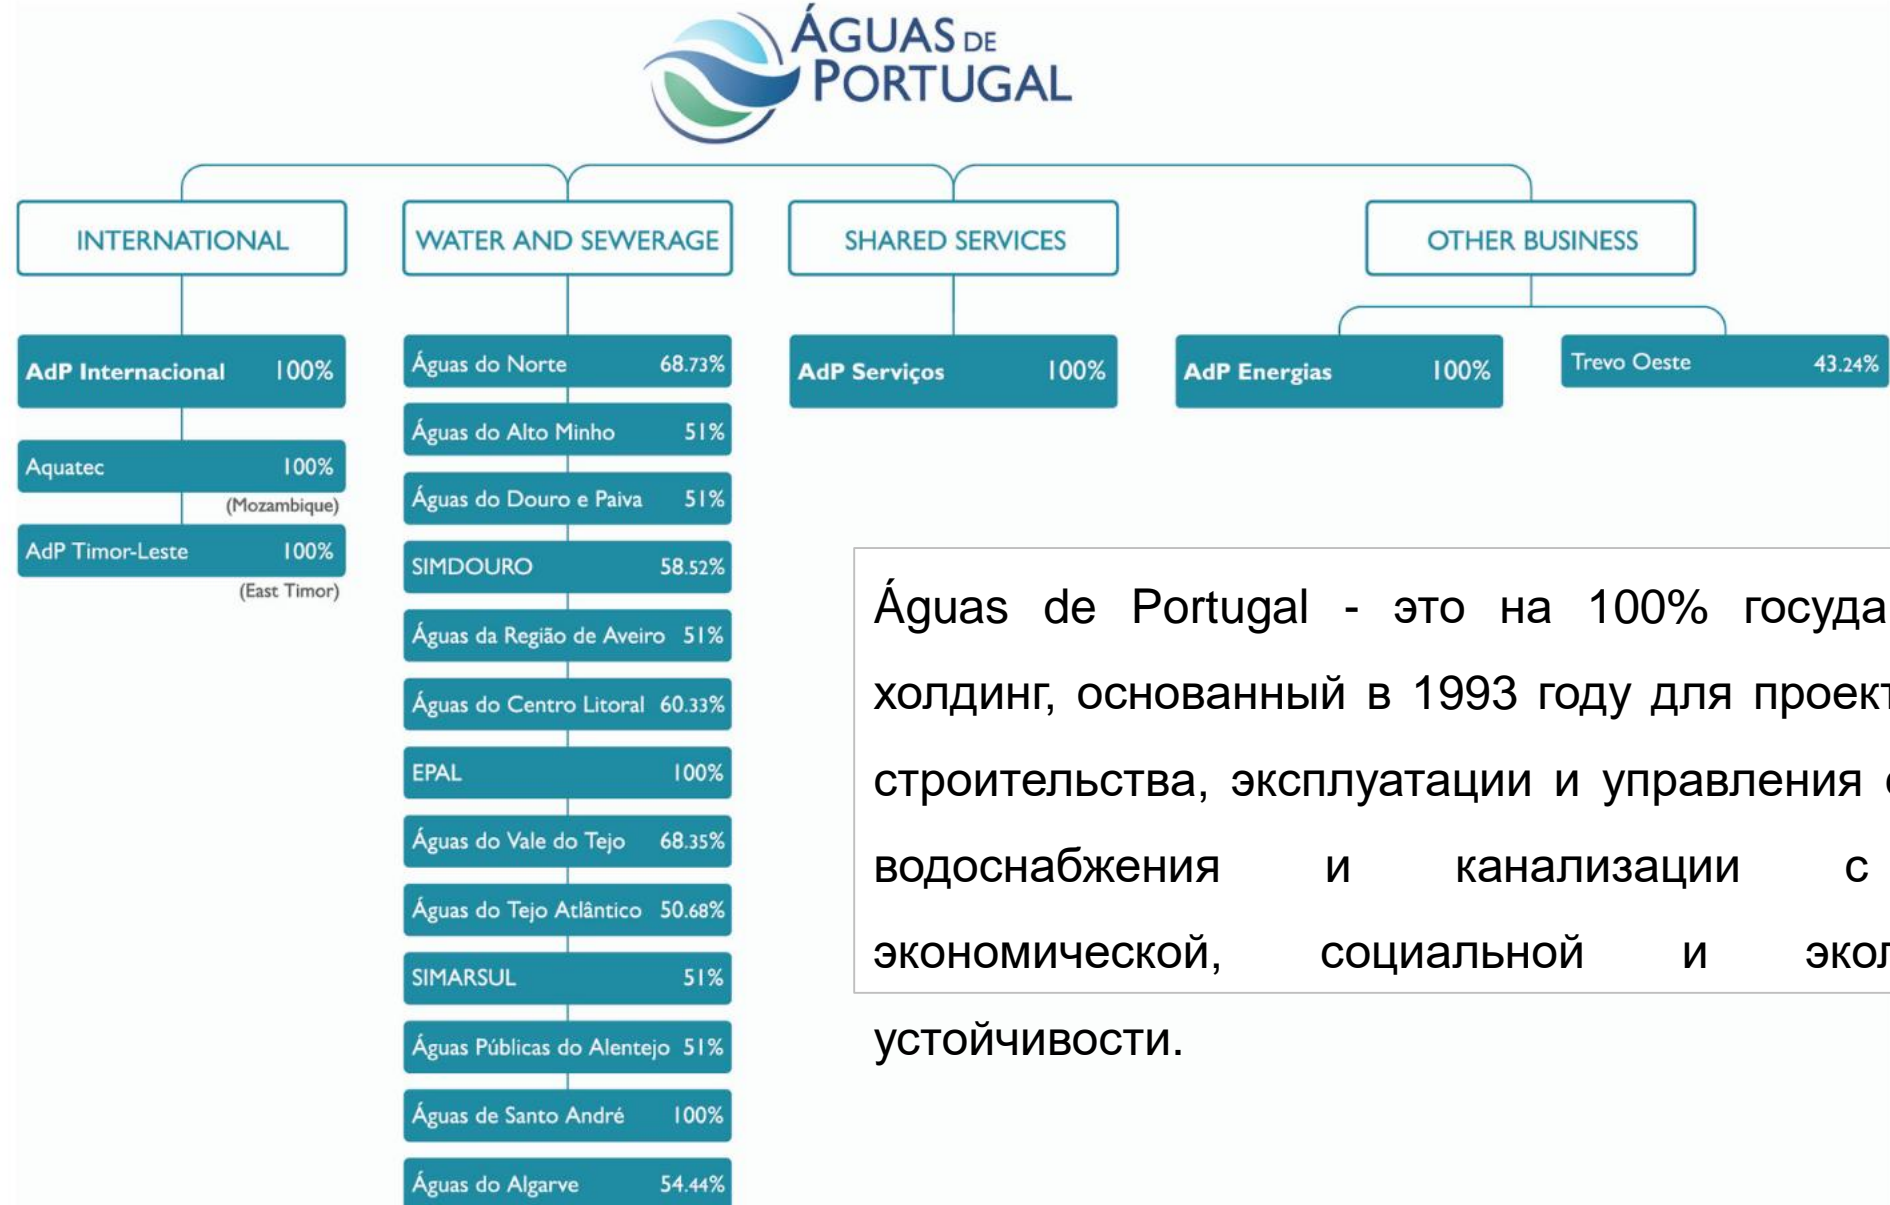 ÁGUAS DE
PORTUGAL
INTERNATIONAL
AdP Internacional 100%
Aquatec 100%
(Mozambique)
AdP Timor-Leste 100%
(East Timor)
WATER AND SEWERAGE
Águas do Norte 68.73%
Águas do Alto Minho 51%
Águas do Douro e Paiva 51%
SIMDOURO 58.52%
Águas da Região de Aveiro 51%
Águas do Centro Litoral 60.33%
EPAL 100%
Águas do Vale do Tejo 68.35%
Águas do Tejo Atlântico 50.68%
SIMARSUL 51%
Águas Públicas do Alentejo 51%
Águas de Santo André 100%
Águas do Algarve 54.44%
SHARED SERVICES
AdP Serviços 100%
OTHER BUSINESS
AdP Energias 100%
Trevo Oeste 43.24%
Águas de Portugal - это на 100%
холдинг, основанный в 1993 году для
строительства, эксплуатации и управления
водоснабжения и канализации с
экономической, социальной и
устойчивости.